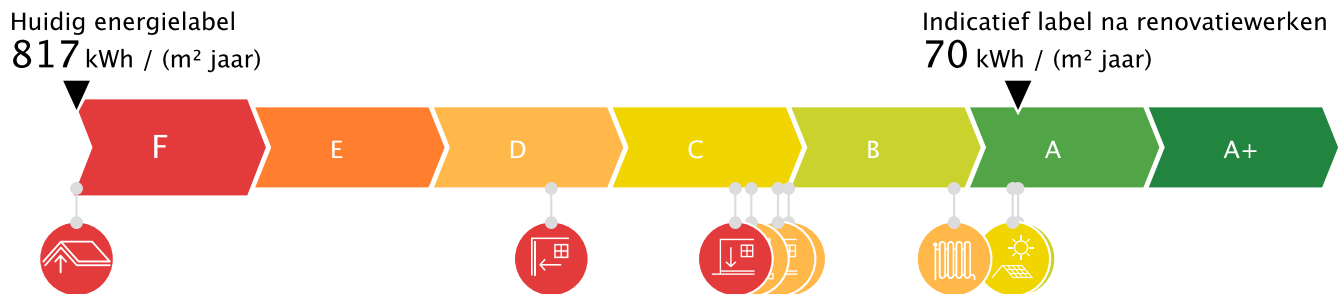 Huidig energielabel
817 kWh / (m² jaar)
Indicatief label na renovatiewerken
70 kWh / (m² jaar)
F E D C B A A+